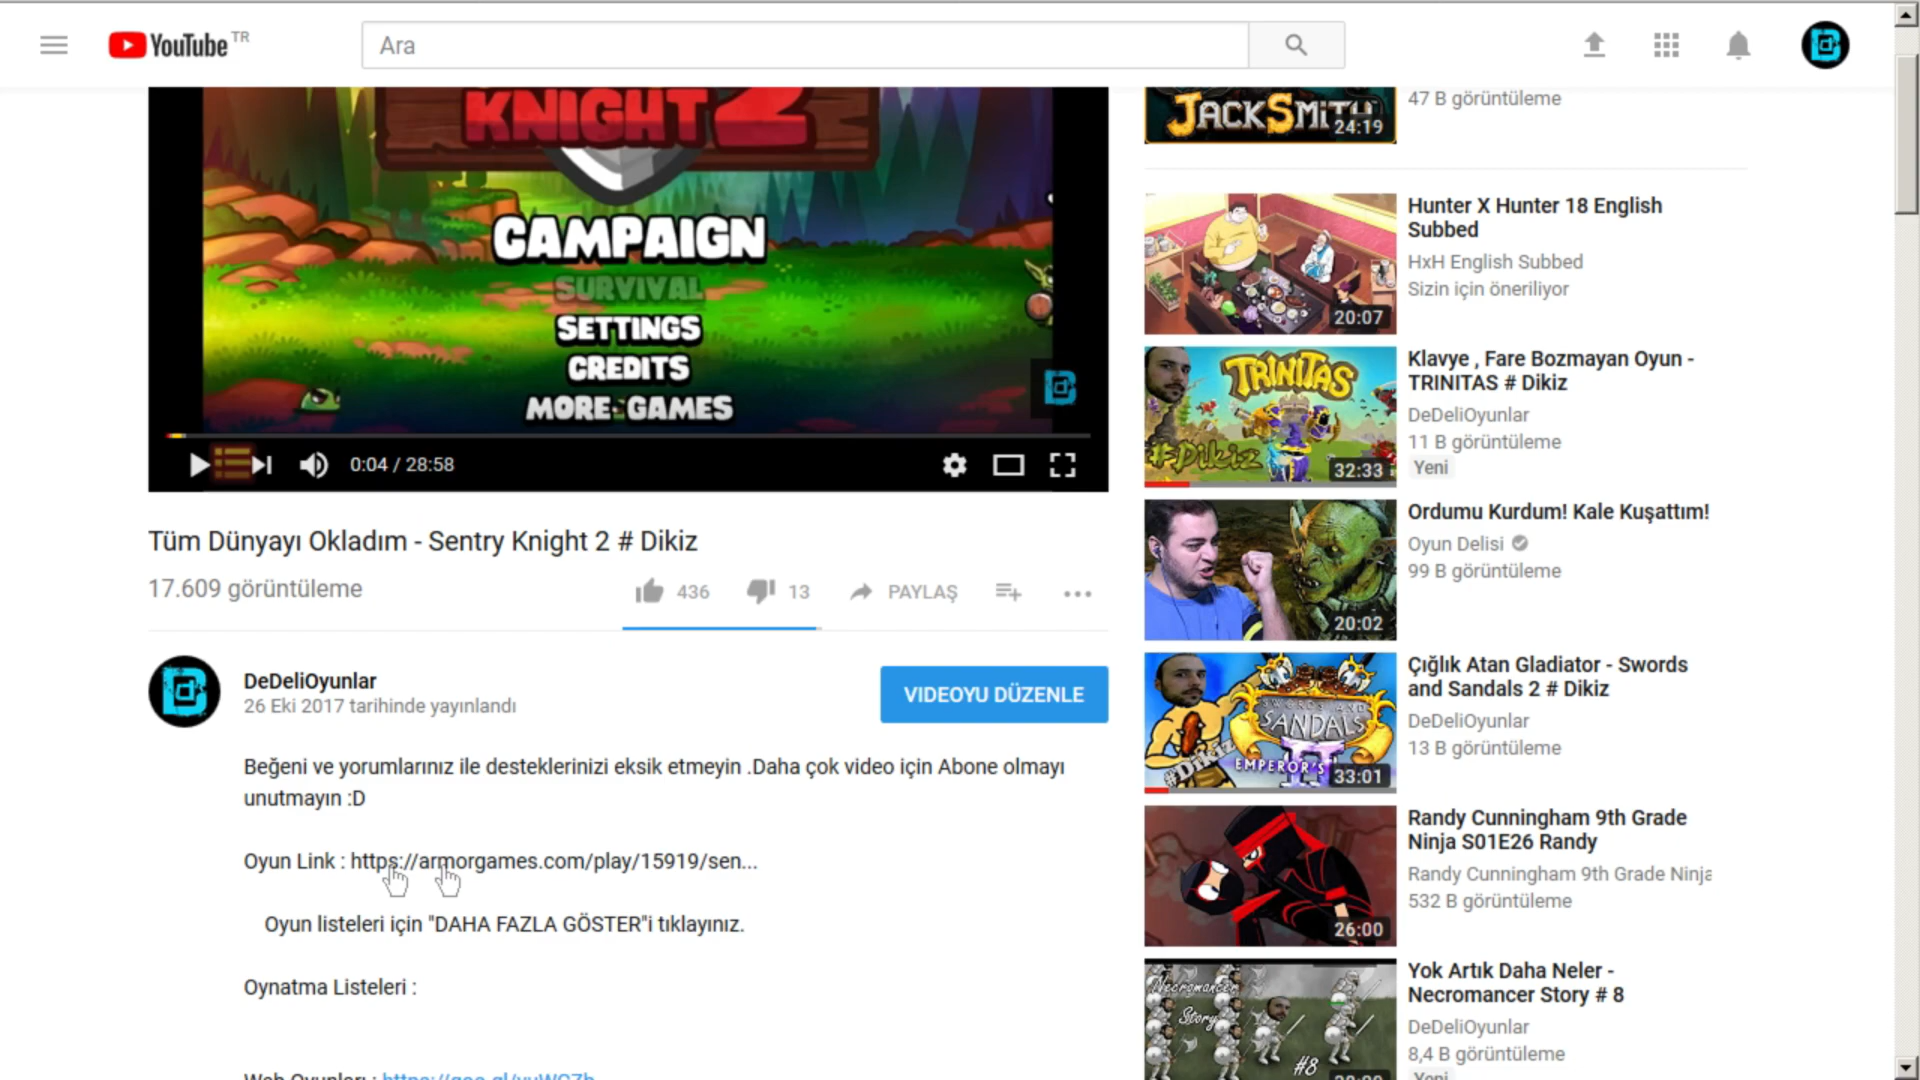 YouTube TR
Ara
KNIGHT 2
CAMPAIGN
SURVIVAL
SETTINGS
CREDITS
MORE GAMES
0:04 / 28:58
Tüm Dünyayı Okladım - Sentry Knight 2 # Dikiz
17.609 görüntüleme
436
13
PAYLAŞ
DeDeliOyunlar
26 Eki 2017 tarihinde yayınlandı
VIDEOYU DÜZENLE
Beğeni ve yorumlarınız ile desteklerinizi eksik etmeyin .Daha çok video için Abone olmayı
unutmayın :D
Oyun Link : https://armorgames.com/play/15919/sen...
Oyun listeleri için "DAHA FAZLA GÖSTER"i tıklayınız.
Oynatma Listeleri :
JACKSMITH
24:19
47 B görüntüleme
20:07
Hunter X Hunter 18 English
Subbed
HxH English Subbed
Sizin için öneriliyor
TRINITAS
#Dikiz
32:33
Klavye , Fare Bozmayan Oyun -
TRINITAS # Dikiz
DeDeliOyunlar
11 B görüntüleme
Yeni
20:02
Ordumu Kurdum! Kale Kuşattım!
Oyun Delisi
99 B görüntüleme
SWORDS AND
SANDALS
II
EMPEROR'S
#Dikiz
33:01
Çığlık Atan Gladiator - Swords
and Sandals 2 # Dikiz
DeDeliOyunlar
13 B görüntüleme
26:00
Randy Cunningham 9th Grade
Ninja S01E26 Randy
Randy Cunningham 9th Grade Ninja
532 B görüntüleme
Necromancer
Story
#8
Yok Artık Daha Neler -
Necromancer Story # 8
DeDeliOyunlar
8,4 B görüntüleme
Yeni